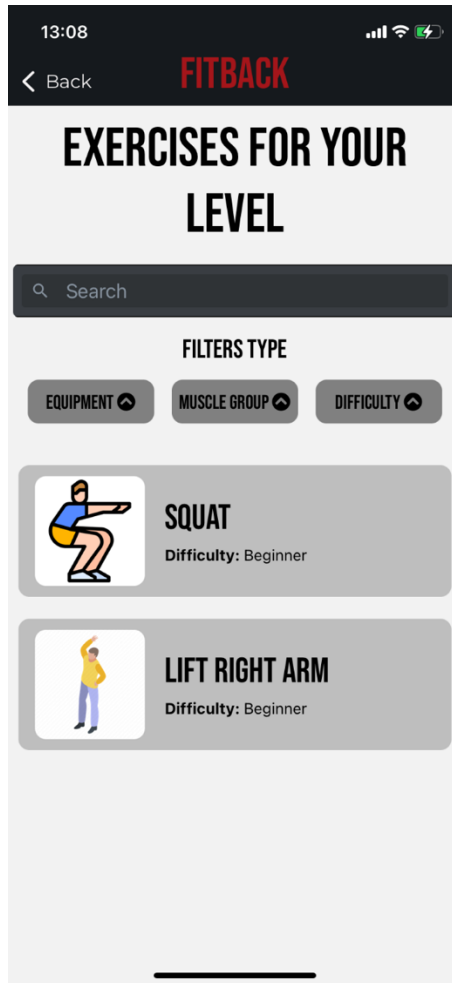 13:08
Back
FITBACK
EXERCISES FOR YOUR
LEVEL
Search
FILTERS TYPE
EQUIPMENT
MUSCLE GROUP
DIFFICULTY
SQUAT
Difficulty: Beginner
LIFT RIGHT ARM
Difficulty: Beginner